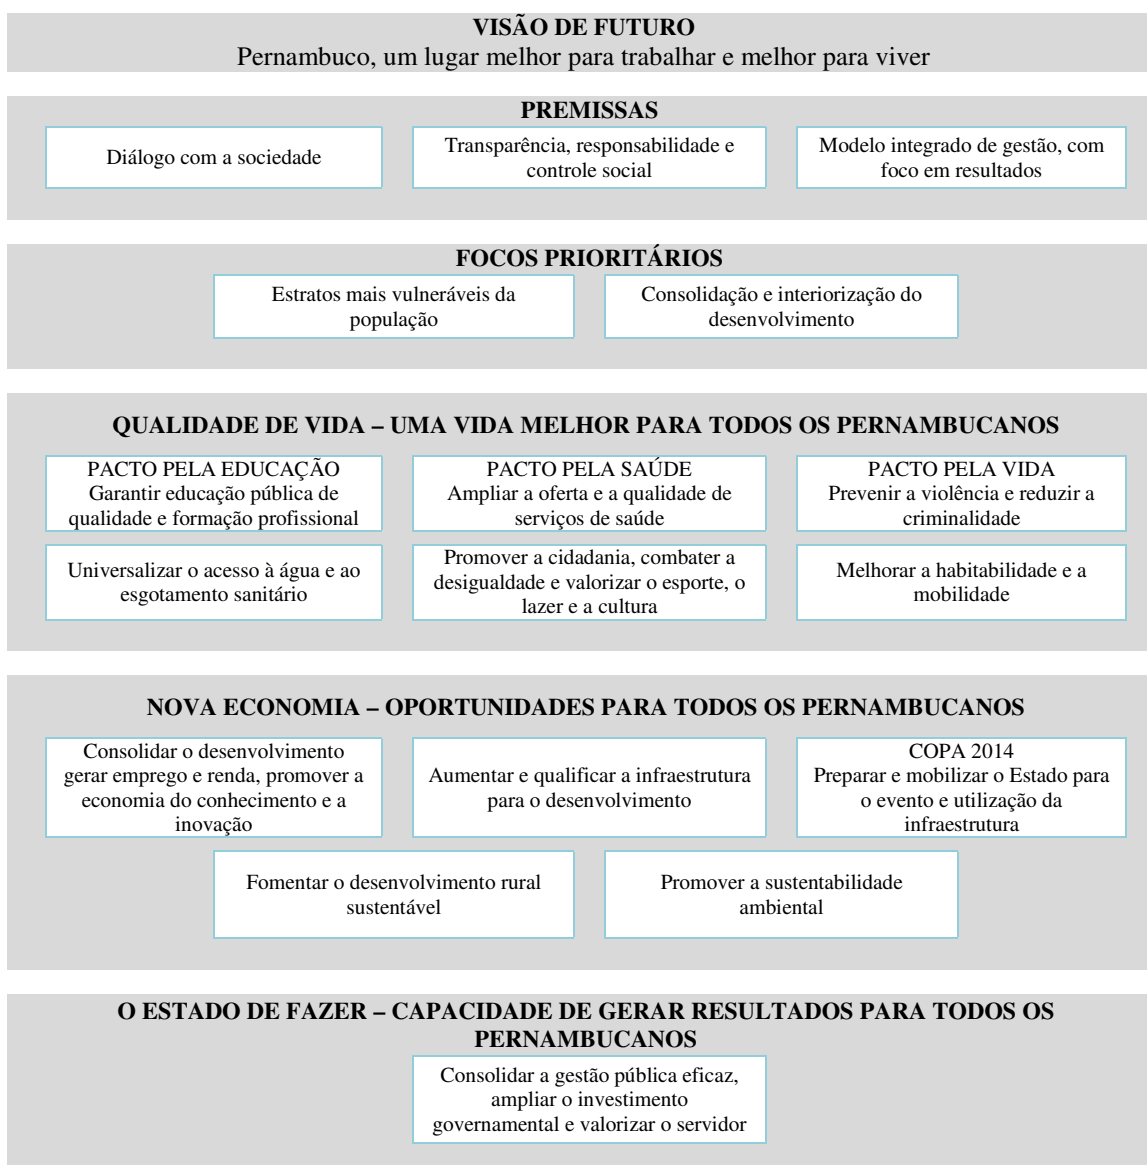 VISÃO DE FUTURO
Pernambuco, um lugar melhor para trabalhar e melhor para viver
PREMISSAS
Diálogo com a sociedade
Transparência, responsabilidade e
controle social
Modelo integrado de gestão, com
foco em resultados
FOCOS PRIORITÁRIOS
Estratos mais vulneráveis da
população
Consolidação e interiorização do
desenvolvimento
QUALIDADE DE VIDA – UMA VIDA MELHOR PARA TODOS OS PERNAMBUCANOS
PACTO PELA EDUCAÇÃO
Garantir educação pública de
qualidade e formação profissional
PACTO PELA SAÚDE
Ampliar a oferta e a qualidade de
serviços de saúde
PACTO PELA VIDA
Prevenir a violência e reduzir a
criminalidade
Universalizar o acesso à água e ao
esgotamento sanitário
Promover a cidadania, combater a
desigualdade e valorizar o esporte, o
lazer e a cultura
Melhorar a habitabilidade e a
mobilidade
NOVA ECONOMIA – OPORTUNIDADES PARA TODOS OS PERNAMBUCANOS
Consolidar o desenvolvimento
gerar emprego e renda, promover a
economia do conhecimento e a
inovação
Aumentar e qualificar a infraestrutura
para o desenvolvimento
COPA 2014
Preparar e mobilizar o Estado para
o evento e utilização da
infraestrutura
Fomentar o desenvolvimento rural
sustentável
Promover a sustentabilidade
ambiental
O ESTADO DE FAZER – CAPACIDADE DE GERAR RESULTADOS PARA TODOS OS
PERNAMBUCANOS
Consolidar a gestão pública eficaz,
ampliar o investimento
governamental e valorizar o servidor